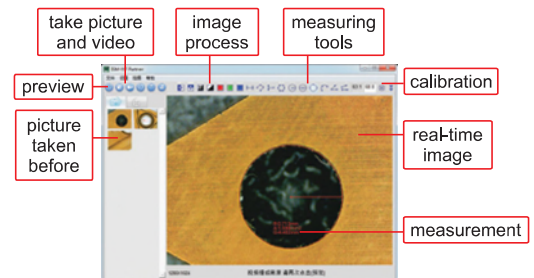 take picture
and video
image
process
measuring
tools
preview
calibration
picture
taken
before
real-time
image
measurement